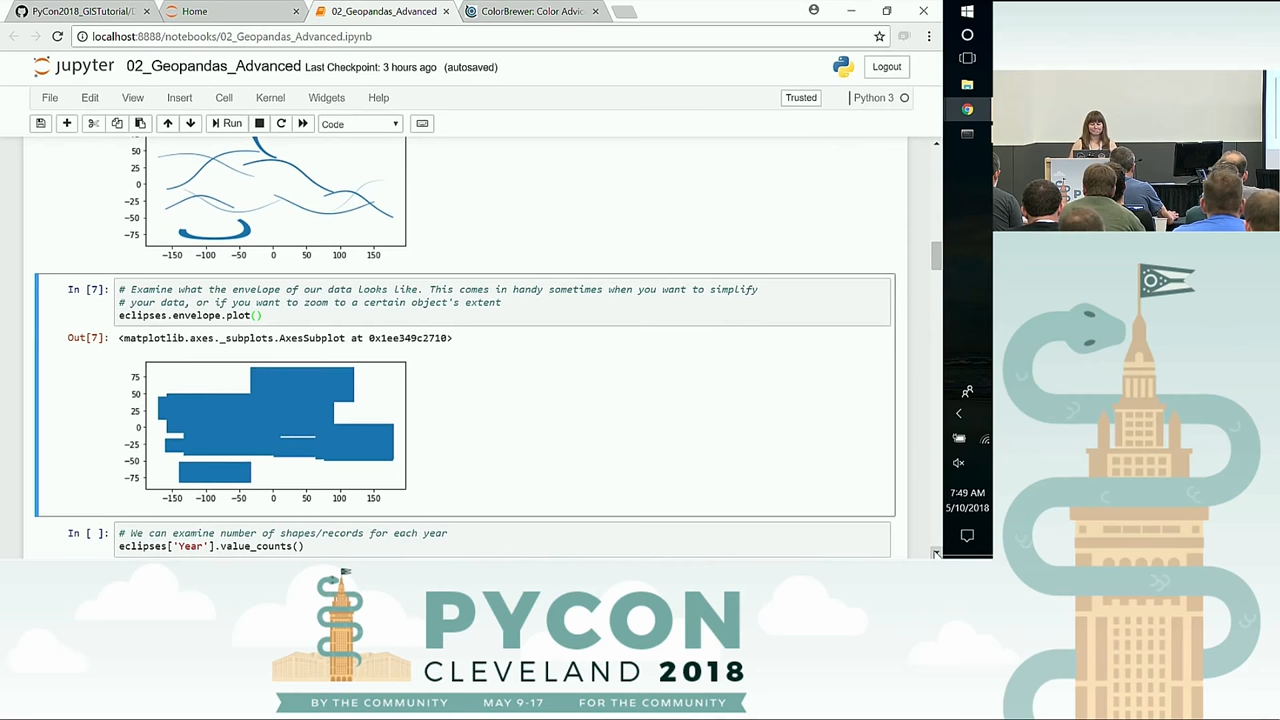 PyCon2018_GISTutorial/D
Home
02_Geopandas_Advanced
ColorBrewer: Color Advic
localhost:8888/notebooks/02_Geopandas_Advanced.ipynb
jupyter 02_Geopandas_Advanced Last Checkpoint: 3 hours ago (autosaved)
Logout
File Edit View Insert Cell Kernel Widgets Help
Trusted
Python 3
Run
Code
50
25
0
−25
−50
−75
−150 −100 −50 0 50 100 150
In [7]: # Examine what the envelope of our data looks like. This comes in handy sometimes when you want to simplify
# your data, or if you want to zoom to a certain object's extent
eclipses.envelope.plot()
Out[7]: <matplotlib.axes._subplots.AxesSubplot at 0x1ee349c2710>
75
50
25
0
−25
−50
−75
−150 −100 −50 0 50 100 150
In [ ]: # We can examine number of shapes/records for each year
eclipses['Year'].value_counts()
7:49 AM
5/10/2018
PYCON
CLEVELAND 2018
BY THE COMMUNITY MAY 9-17 FOR THE COMMUNITY